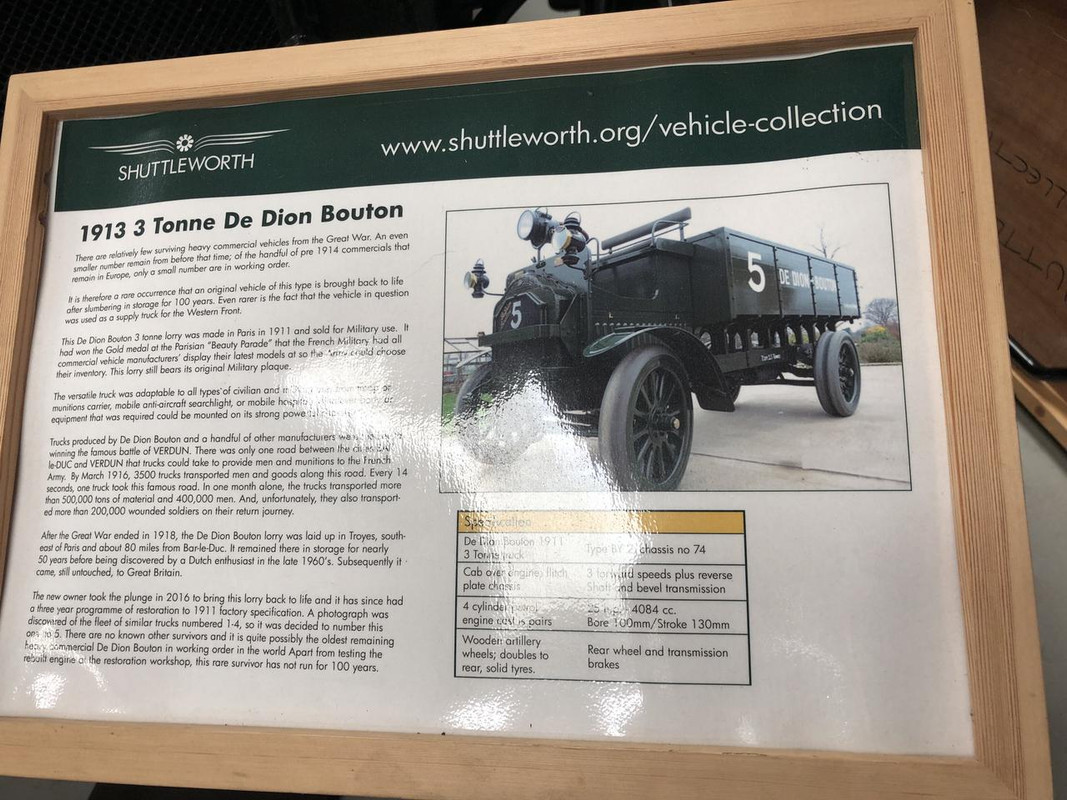 SHUTTLEWORTH
www.shuttleworth.org/vehicle-collection
1913 3 Tonne De Dion Bouton
There are relatively few surviving heavy commercial vehicles from the Great War. An even
smaller number remain from before that time; of the handful of pre 1914 commercials that
remain in Europe, only a small number are in working order.
It is therefore a rare occurrence that an original vehicle of this type is brought back to life
after slumbering in storage for 100 years. Even rarer is the fact that the vehicle in question
was used as a supply truck for the Western Front.
This De Dion Bouton 3 tonne lorry was made in Paris in 1911 and sold for Military use. It
had won the Gold medal at the Parisian "Beauty Parade" that the French Military had all
commercial vehicle manufacturers' display their latest models at so the Army could choose
their inventory. This lorry still bears its original Military plaque.
The versatile truck was adaptable to all types of civilian and
munitions carrier, mobile anti-aircraft searchlight, or mobile
equipment that was required could be mounted on its strong
Trucks produced by De Dion Bouton and a handful of other manufacturers
winning the famous battle of VERDUN. There was only one road between the
le-DUC and VERDUN that trucks could take to provide men and munitions to the French
Army. By March 1916, 3500 trucks transported men and goods along this road. Every 14
seconds, one truck took this famous road. In one month alone, the trucks transported more
than 500,000 tons of material and 400,000 men. And, unfortunately, they also transport-
ed more than 200,000 wounded soldiers on their return journey.
After the Great War ended in 1918, the De Dion Bouton lorry was laid up in Troyes, south-
east of Paris and about 80 miles from Bar-le-Duc. It remained there in storage for nearly
50 years before being discovered by a Dutch enthusiast in the late 1960's. Subsequently it
came, still untouched, to Great Britain.
The new owner took the plunge in 2016 to bring this lorry back to life and it has since had
a three year programme of restoration to 1911 factory specification. A photograph was
discovered of the fleet of similar trucks numbered 1-4, so it was decided to number this
one no 5. There are no known other survivors and it is quite possibly the oldest remaining
heavy commercial De Dion Bouton in working order in the world Apart from testing the
rebuilt engine at the restoration workshop, this rare survivor has not run for 100 years.
5
5
DE DION-BOUTON
Specification
De Dion Bouton 1911
3 Tonne truck
Type BY 2, chassis no 74
Cab over engine, flitch
plate chassis
3 forward speeds plus reverse
Shaft and bevel transmission
4 cylinder petrol
engine cast is pairs
4084 cc.
Bore 100mm/Stroke 130mm
Wooden artillery
wheels; doubles to
rear, solid tyres.
Rear wheel and transmission
brakes